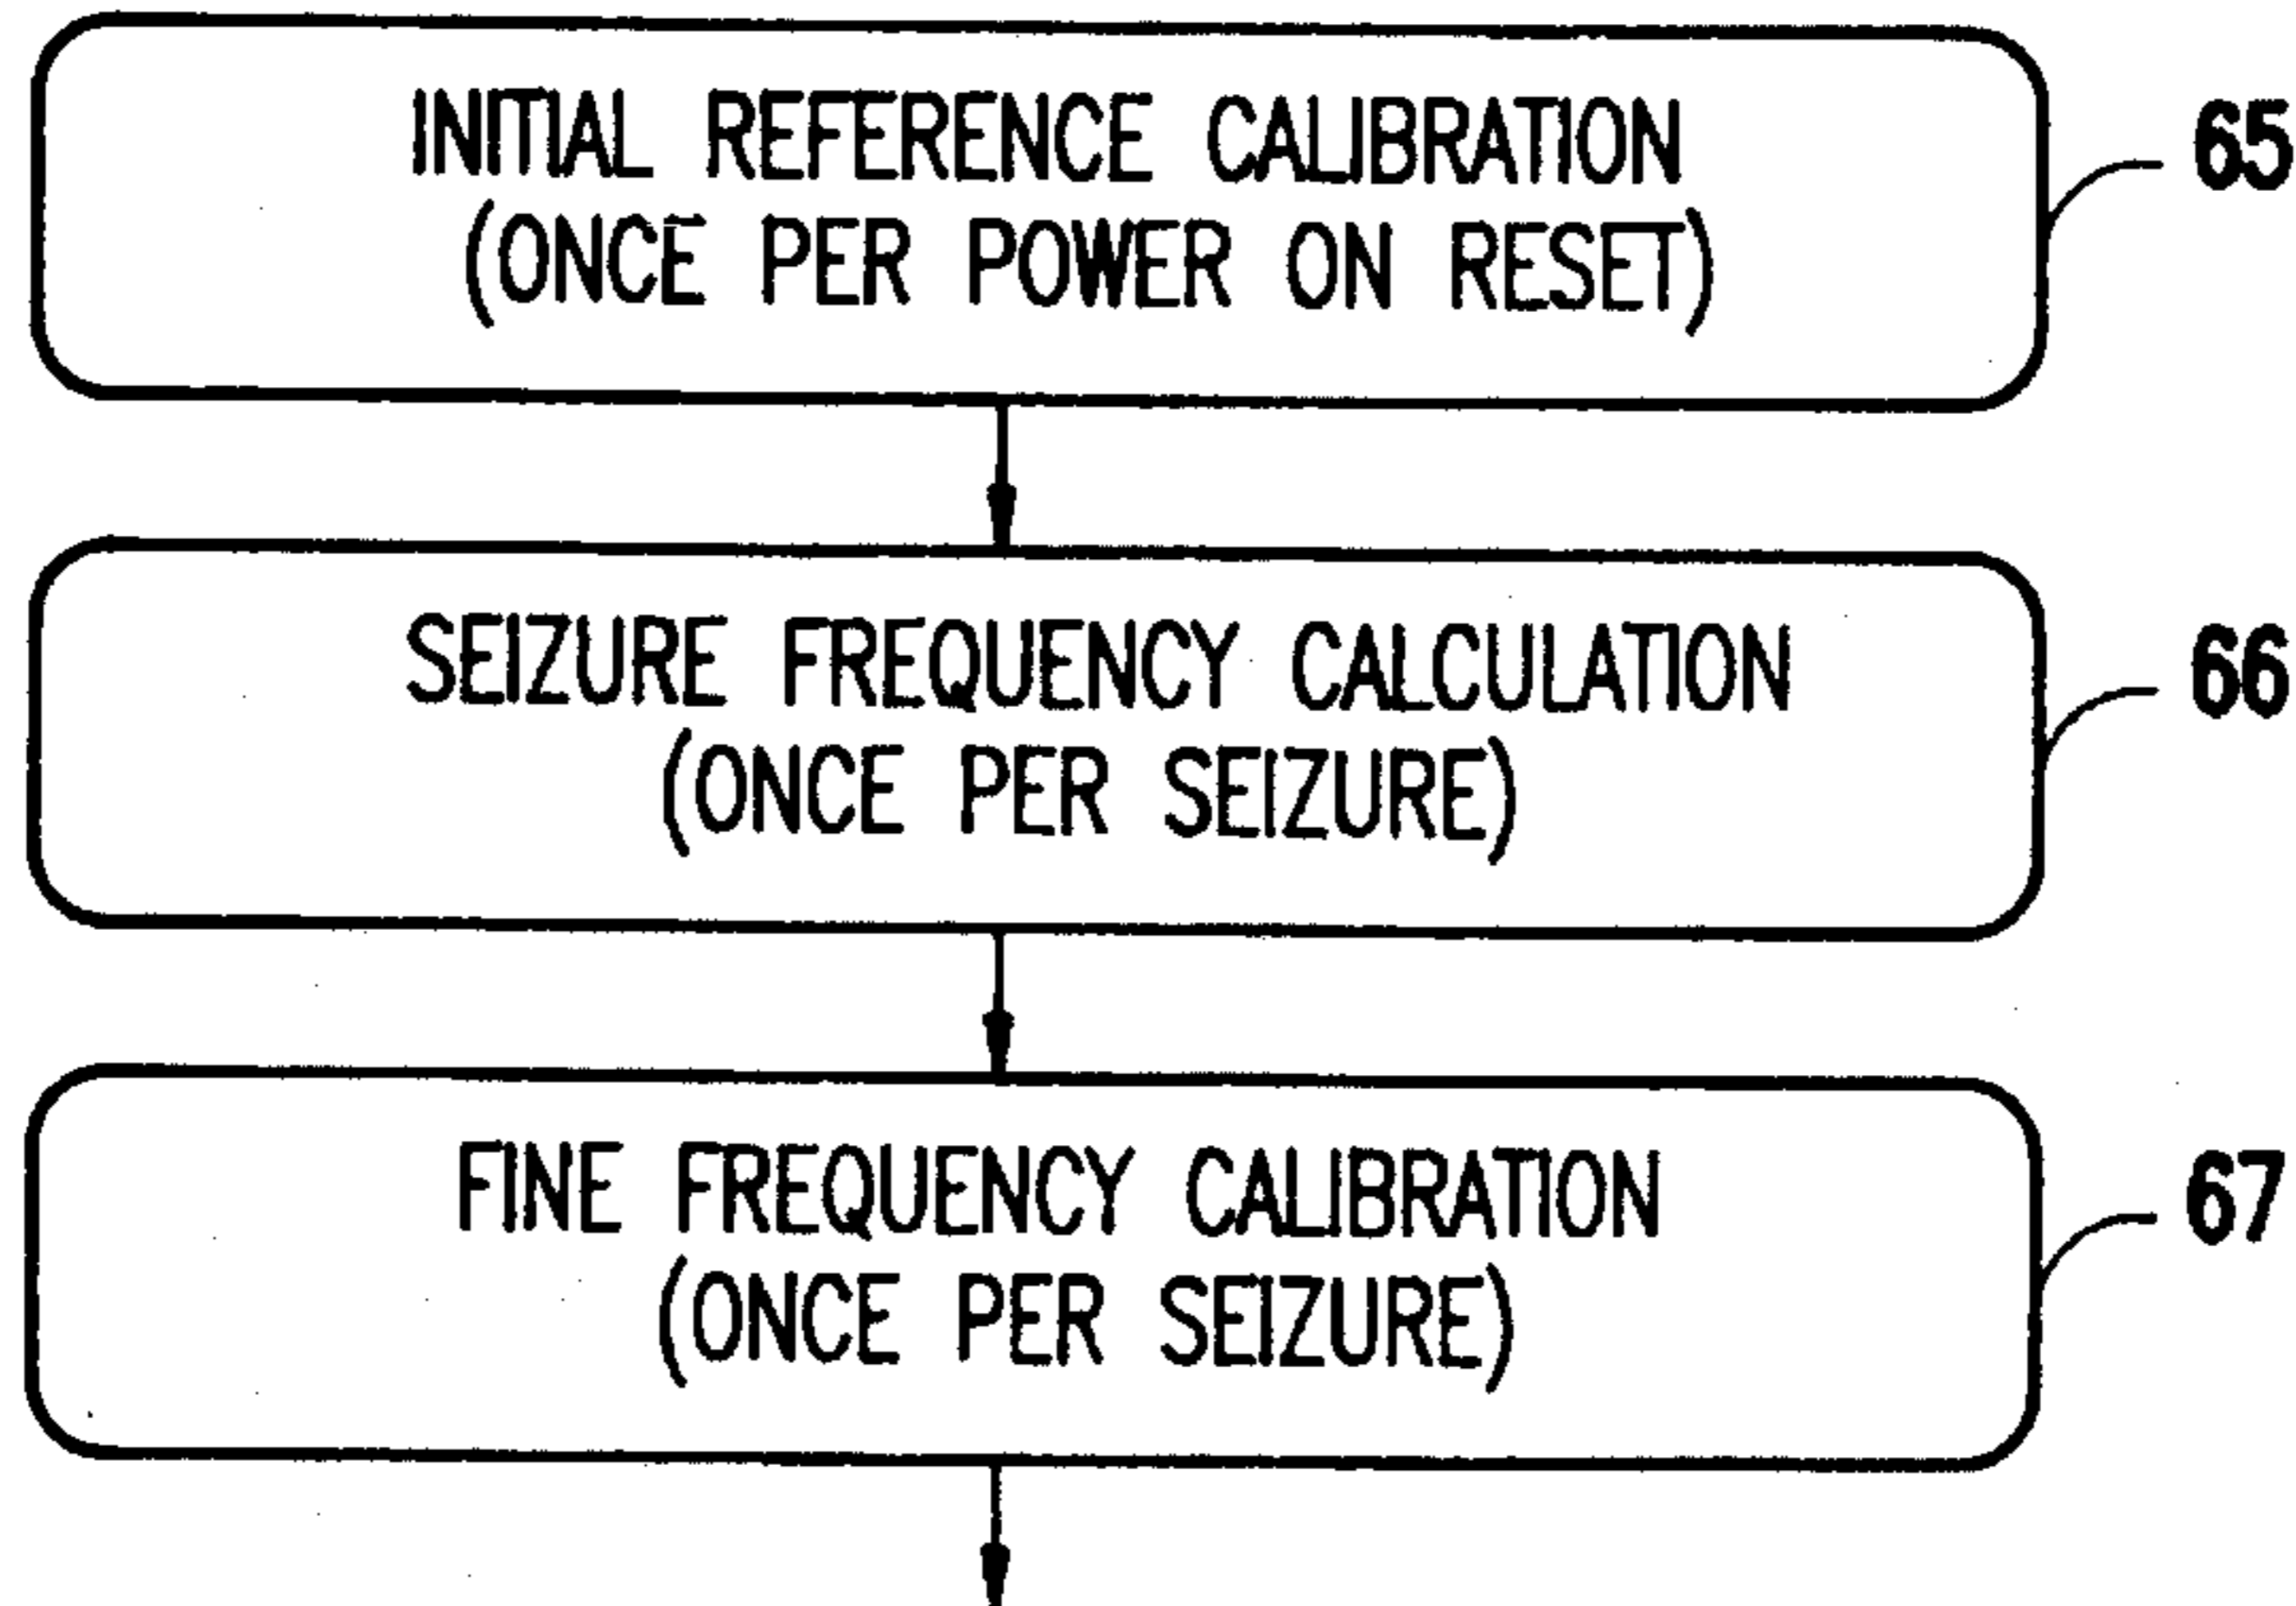 INITIAL REFERENCE CALIBRATION
(ONCE PER POWER ON RESET)
65
SEIZURE FREQUENCY CALCULATION
(ONCE PER SEIZURE)
66
FINE FREQUENCY CALIBRATION
(ONCE PER SEIZURE)
67